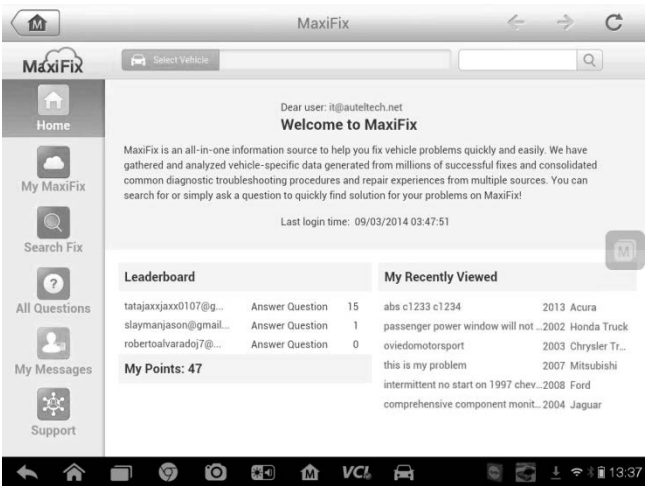 MaxiFix
MaxiFix
Select Vehicle
Home
My MaxiFix
Search Fix
All Questions
My Messages
Support
Dear user: it@auteltech.net
Welcome to MaxiFix
MaxiFix is an all-in-one information source to help you fix vehicle problems quickly and easily. We have
gathered and analyzed vehicle-specific data generated from millions of successful fixes and consolidated
common diagnostic troubleshooting procedures and repair experiences from multiple sources. You can
search for or simply ask a question to quickly find solution for your problems on MaxiFix!
Last login time: 09/03/2014 03:47:51
M
Leaderboard
tatajaxxjaxx0107@g... Answer Question 15
slaymanjason@gmail... Answer Question 1
robertoalvaradoj7@... Answer Question 0
My Points: 47
My Recently Viewed
abs c1233 c1234 2013 Acura
passenger power window will not ...2002 Honda Truck
oviedomotorsport 2003 Chrysler Tr...
this is my problem 2007 Mitsubishi
intermittent no start on 1997 chev...2008 Ford
comprehensive component monit...2004 Jaguar
M VCI 13:37